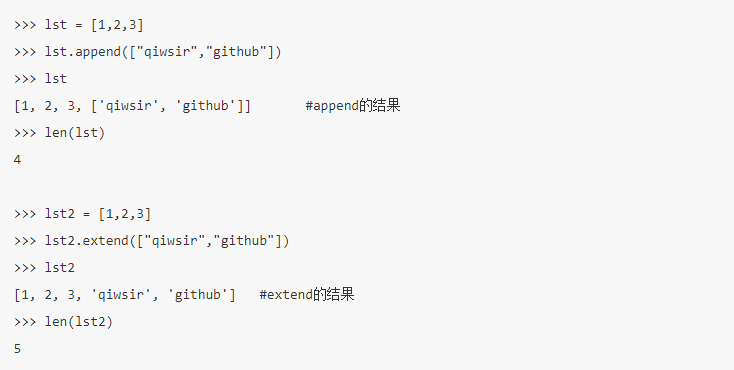 >>> lst = [1,2,3]
>>> lst.append(["qiwsir","github"])
>>> lst
[1, 2, 3, ['qiwsir', 'github']]       #append的结果
>>> len(lst)
4
>>> lst2 = [1,2,3]
>>> lst2.extend(["qiwsir","github"])
>>> lst2
[1, 2, 3, 'qiwsir', 'github']   #extend的结果
>>> len(lst2)
5